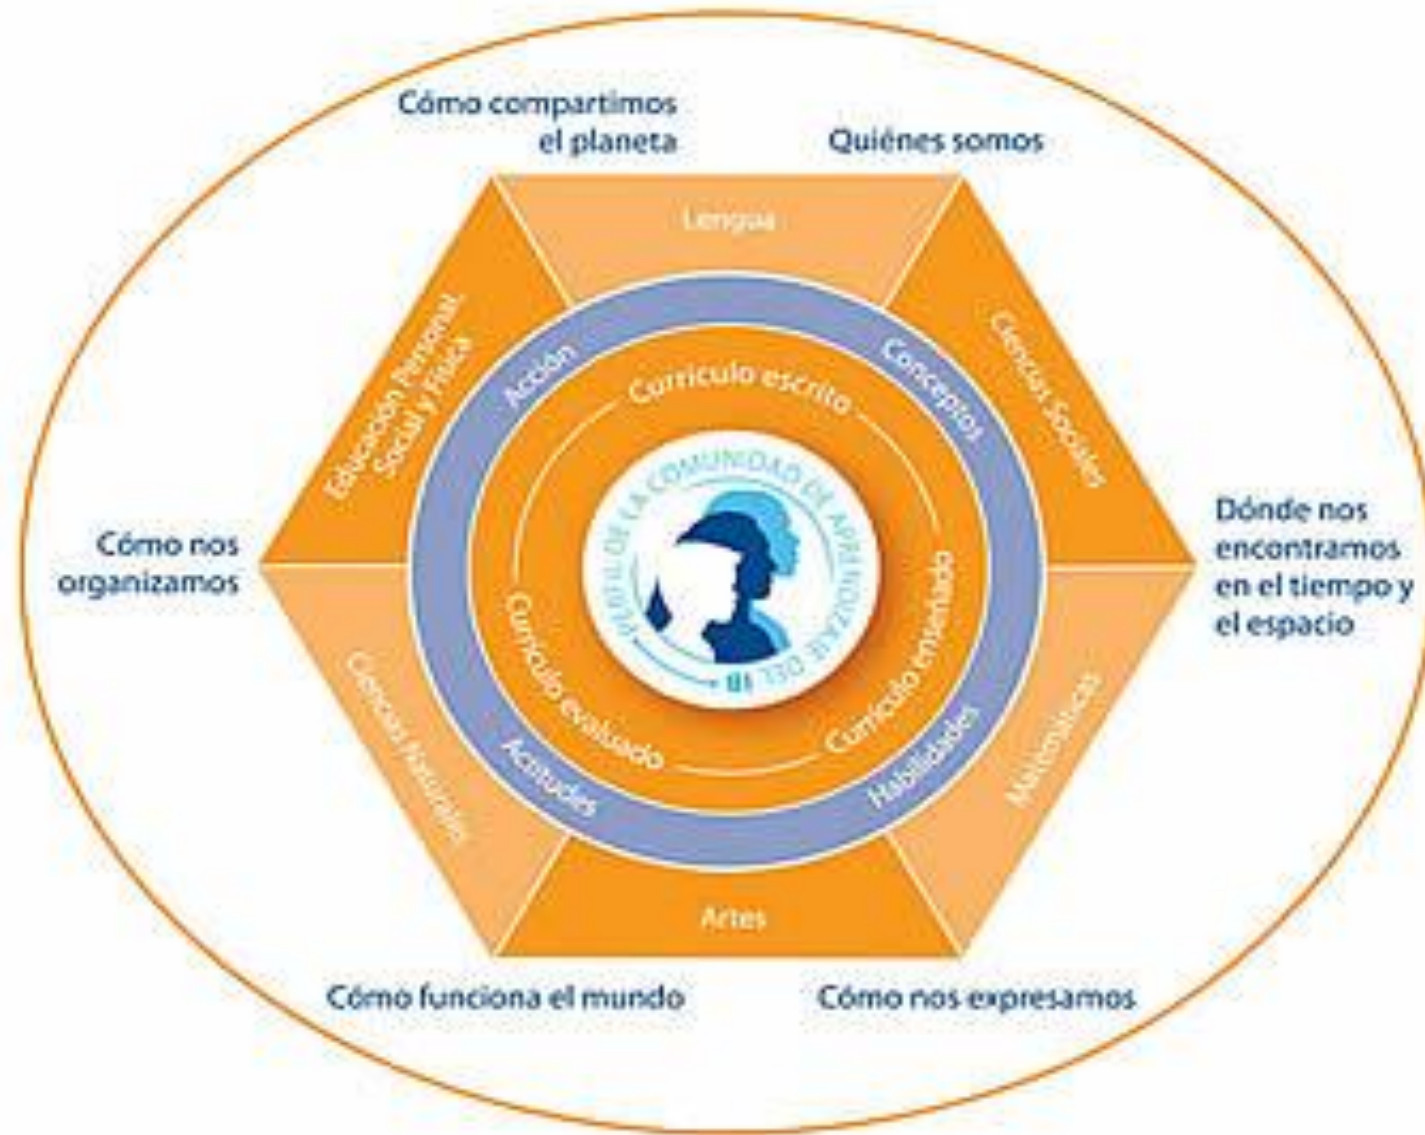 Cómo compartimos
el planeta
Quiénes somos
Lengua
Educación Personal,
Social y Física
Ciencias Sociales
Acción
Conceptos
Currículo escrito
PERFIL DE LA COMUNIDAD DE APRENDIZAJE DEL IB
Cómo nos
organizamos
Dónde nos
encontramos
en el tiempo y
el espacio
Currículo evaluado
Currículo enseñado
Ciencias Naturales
Actitudes
Habilidades
Matemáticas
Artes
Cómo funciona el mundo
Cómo nos expresamos